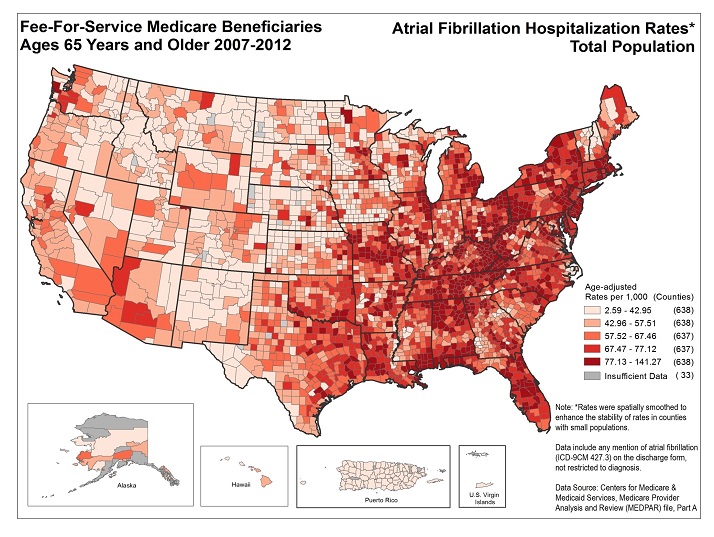 Fee-For-Service Medicare Beneficiaries
Ages 65 Years and Older 2007-2012
Atrial Fibrillation Hospitalization Rates*
Total Population
Age-adjusted
Rates per 1,000 (Counties)
2.59 - 42.95 (638)
42.96 - 57.51 (638)
57.52 - 67.46 (637)
67.47 - 77.12 (637)
77.13 - 141.27 (638)
Insufficient Data ( 33)
Note: *Rates were spatially smoothed to
enhance the stability of rates in counties
with small populations.
Data include any mention of atrial fibrillation
(ICD-9CM 427.3) on the discharge form,
not restricted to diagnosis.
Data Source: Centers for Medicare &
Medicaid Services, Medicare Provider
Analysis and Review (MEDPAR) file, Part A
Alaska
Hawaii
Puerto Rico
U.S. Virgin
Islands